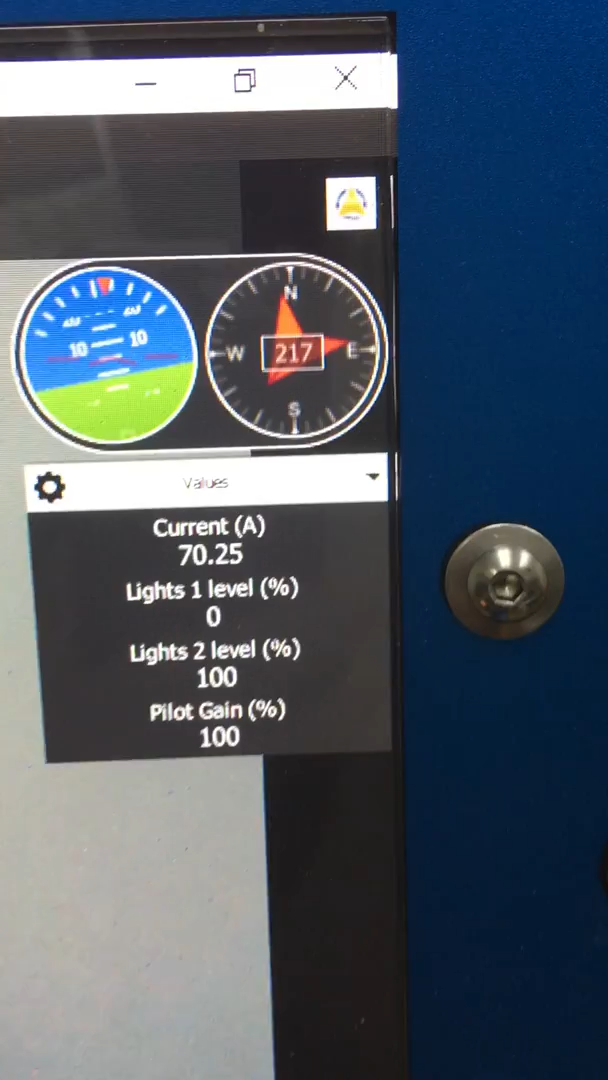 N
10 10
W 217 E
S
Values
Current (A)
70.25
Lights 1 level (%)
0
Lights 2 level (%)
100
Pilot Gain (%)
100